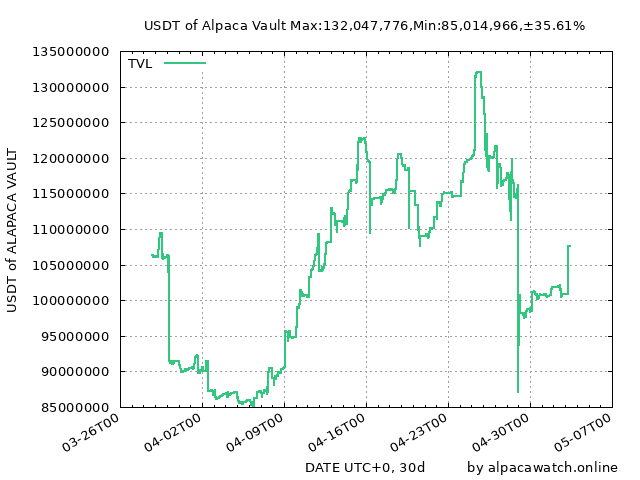 USDT of Alpaca Vault Max:132,047,776,Min:85,014,966,±35.61%
TVL
USDT of ALAPACA VAULT
135000000
130000000
125000000
120000000
115000000
110000000
105000000
100000000
95000000
90000000
85000000
03-26T00
04-02T00
04-09T00
04-16T00
04-23T00
04-30T00
05-07T00
DATE UTC+0, 30d
by alpacawatch.online